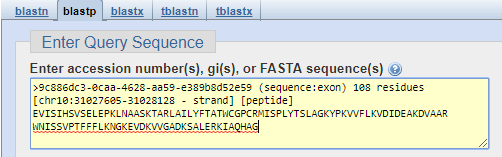 blastn blastp blastx tblastn tblastx
Enter Query Sequence
Enter accession number(s), gi(s), or FASTA sequence(s)
>9c886dc3-0caa-4628-aa59-e389b8d52e59 (sequence:exon) 108 residues
[chr10:31027605-31028128 - strand] [peptide]
EVISIHSVSELEPKLNAASKTARLAILYFTATWCGPCRMISPLYTSLAGKYPKVVFLKVDIDEAKDVAAR
WNISSVPTFFFLKNGKEVDKVVGADKSALERKIAQHAG